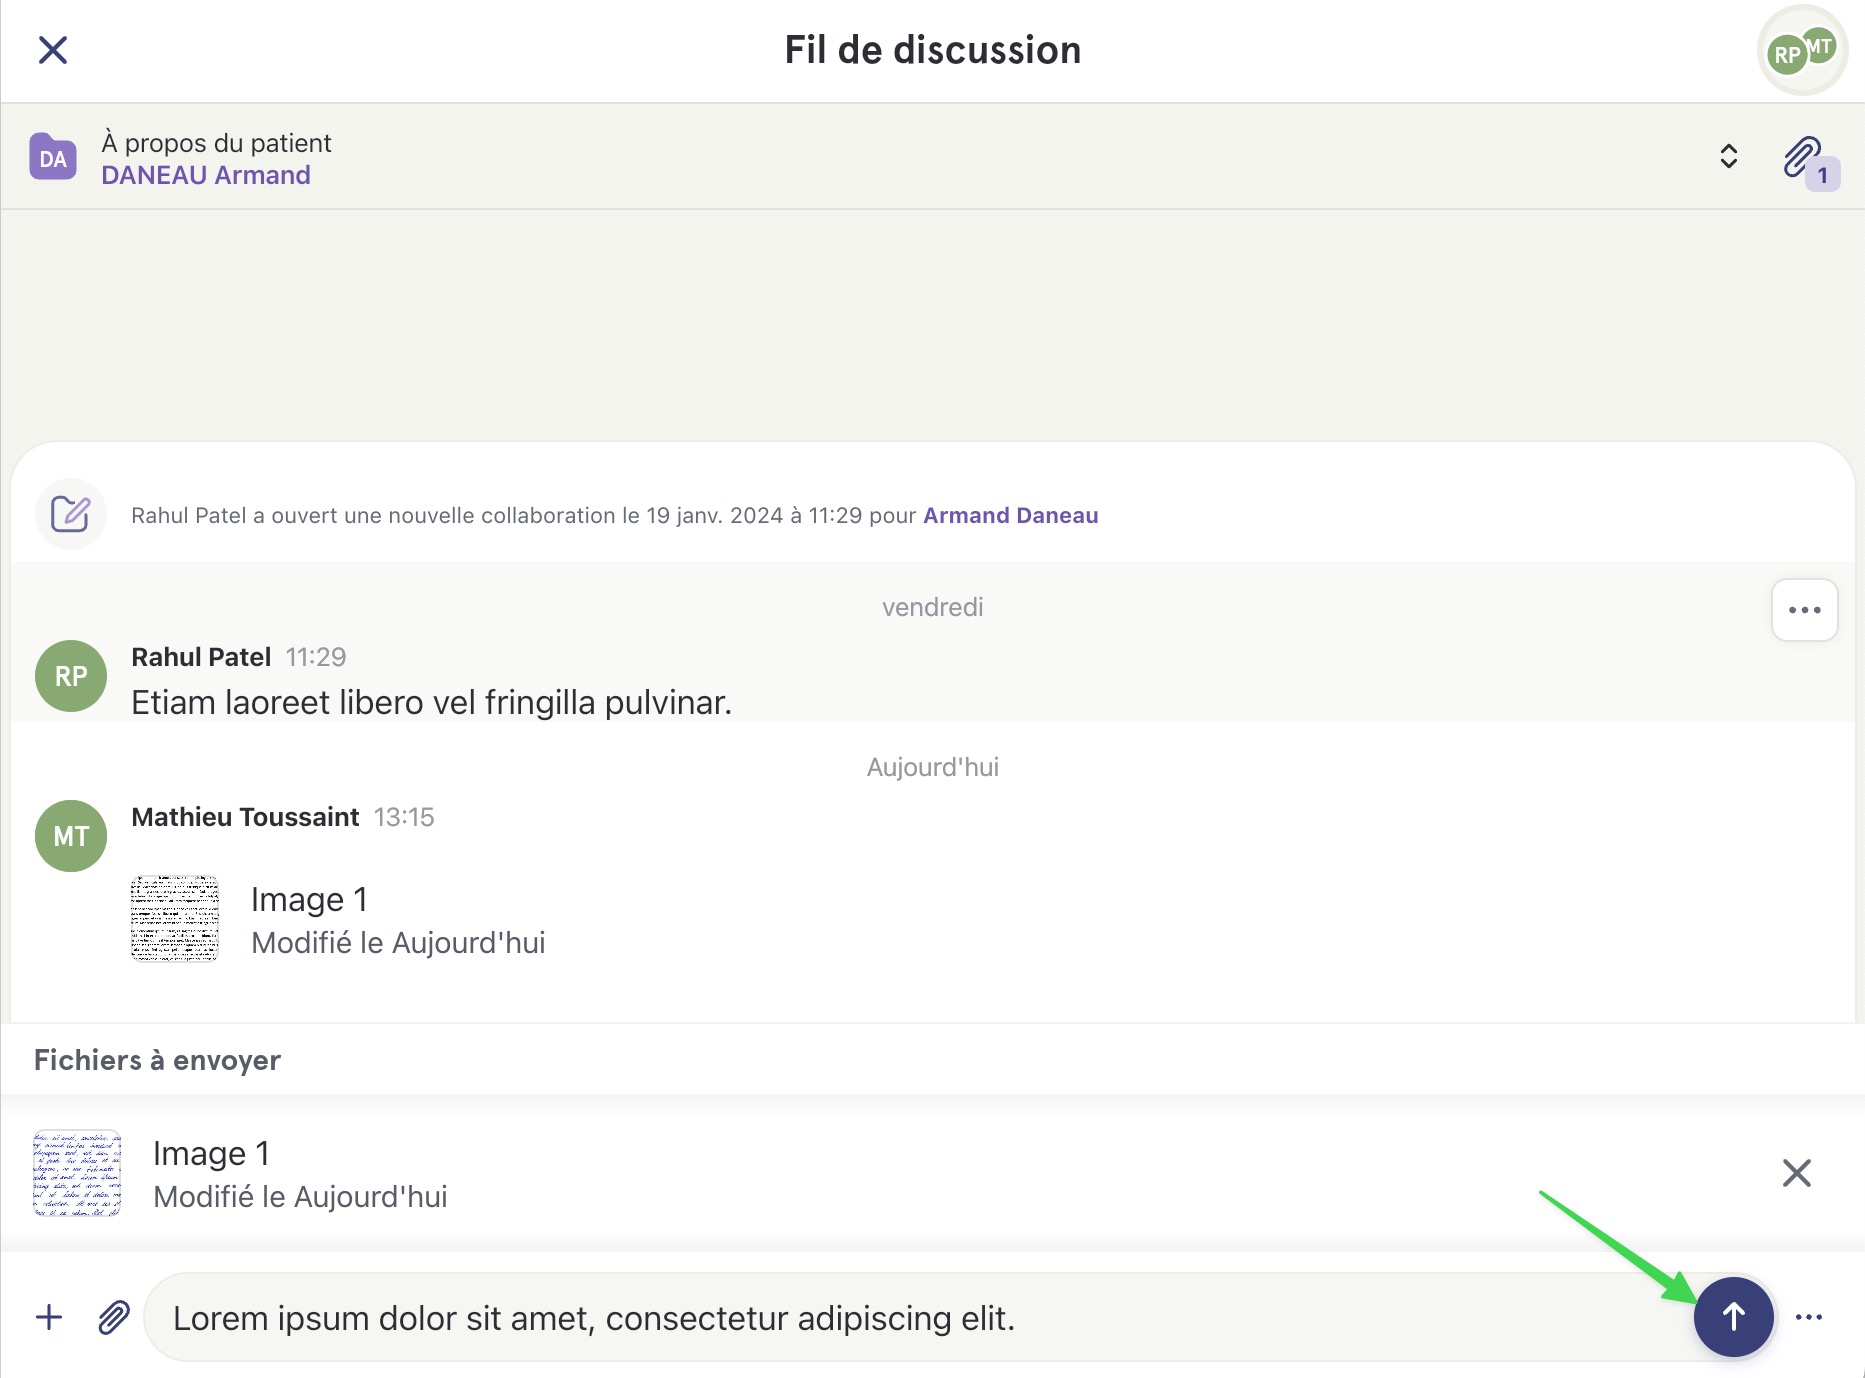 Fil de discussion
RP
MT
DA
À propos du patient
DANEAU Armand
1
Rahul Patel a ouvert une nouvelle collaboration le 19 janv. 2024 à 11:29 pour Armand Daneau
vendredi
RP
Rahul Patel 11:29
Etiam laoreet libero vel fringilla pulvinar.
Aujourd'hui
MT
Mathieu Toussaint 13:15
Image 1
Modifié le Aujourd'hui
Fichiers à envoyer
Image 1
Modifié le Aujourd'hui
Lorem ipsum dolor sit amet, consectetur adipiscing elit.